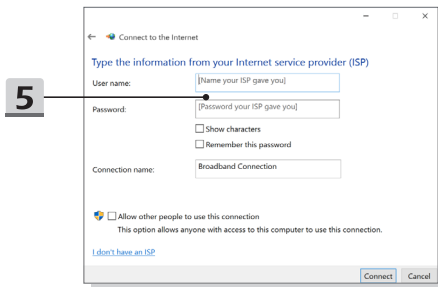 Connect to the Internet
Type the information from your Internet service provider (ISP)
User name:
[Name your ISP gave you]
5
Password:
[Password your ISP gave you]
Show characters
Remember this password
Connection name:
Broadband Connection
Allow other people to use this connection
This option allows anyone with access to this computer to use this connection.
I don't have an ISP
Connect
Cancel